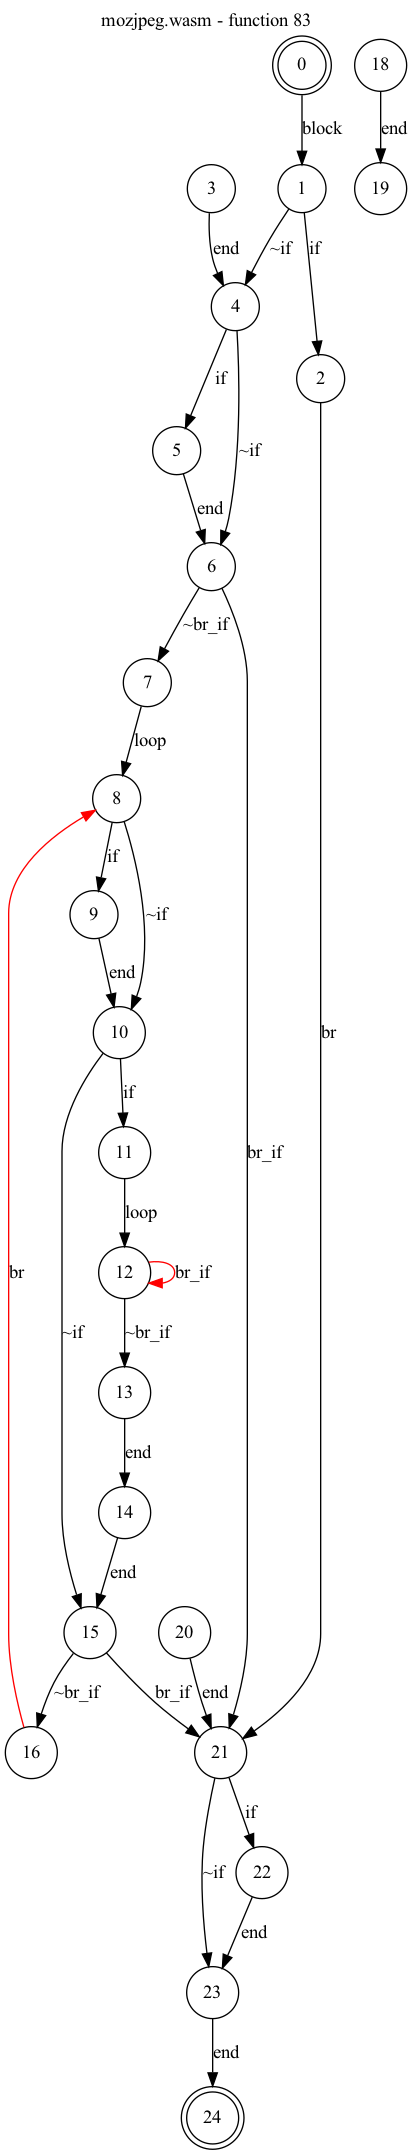 mozjpeg.wasm - function 83
0
18
block
end
3
1
19
end
~if
if
4
2
if
5
~if
end
6
~br_if
7
loop
8
if
9
~if
end
10
br
if
11
br_if
loop
br
12
br_if
~if
~br_if
13
end
14
end
15
20
~br_if
br_if
end
16
21
if
~if
22
end
23
end
24